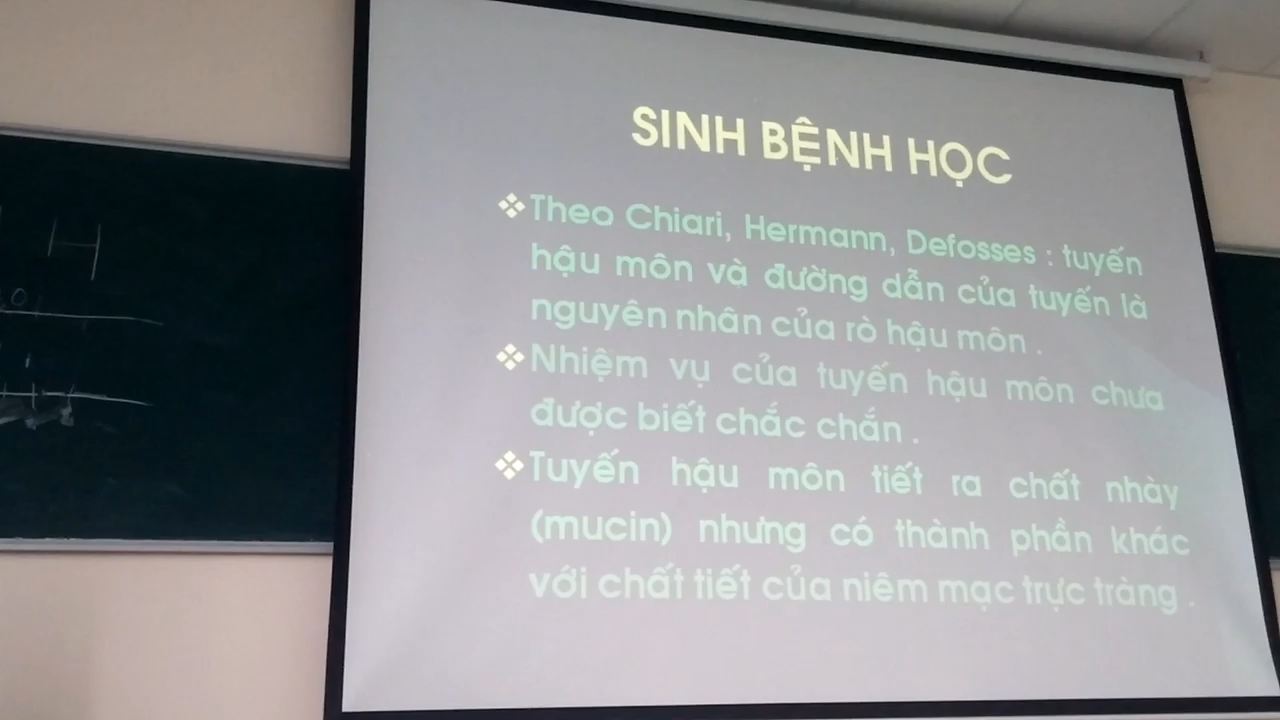 SINH BỆNH HỌC
❖Theo Chiari, Hermann, Defosses : tuyến
hậu môn và đường dẫn của tuyến là
nguyên nhân của rò hậu môn .
❖Nhiệm vụ của tuyến hậu môn chưa
được biết chắc chắn .
❖Tuyến hậu môn tiết ra chất nhày
(mucin) nhưng có thành phần khác
với chất tiết của niêm mạc trực tràng .
H